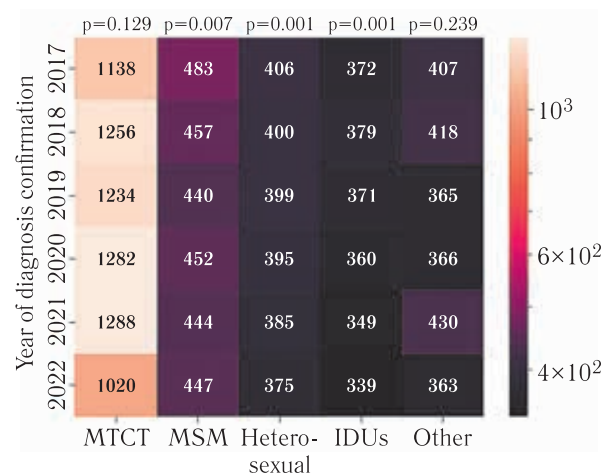 p=0.129 p=0.007 p=0.001 p=0.001 p=0.239
Year of diagnosis confirmation
2017 1138 483 406 372 407
2018 1256 457 400 379 418
2019 1234 440 399 371 365
2020 1282 452 395 360 366
2021 1288 444 385 349 430
2022 1020 447 375 339 363
MTCT MSM Hetero- IDUs Other
sexual
10³
6×10²
4×10²